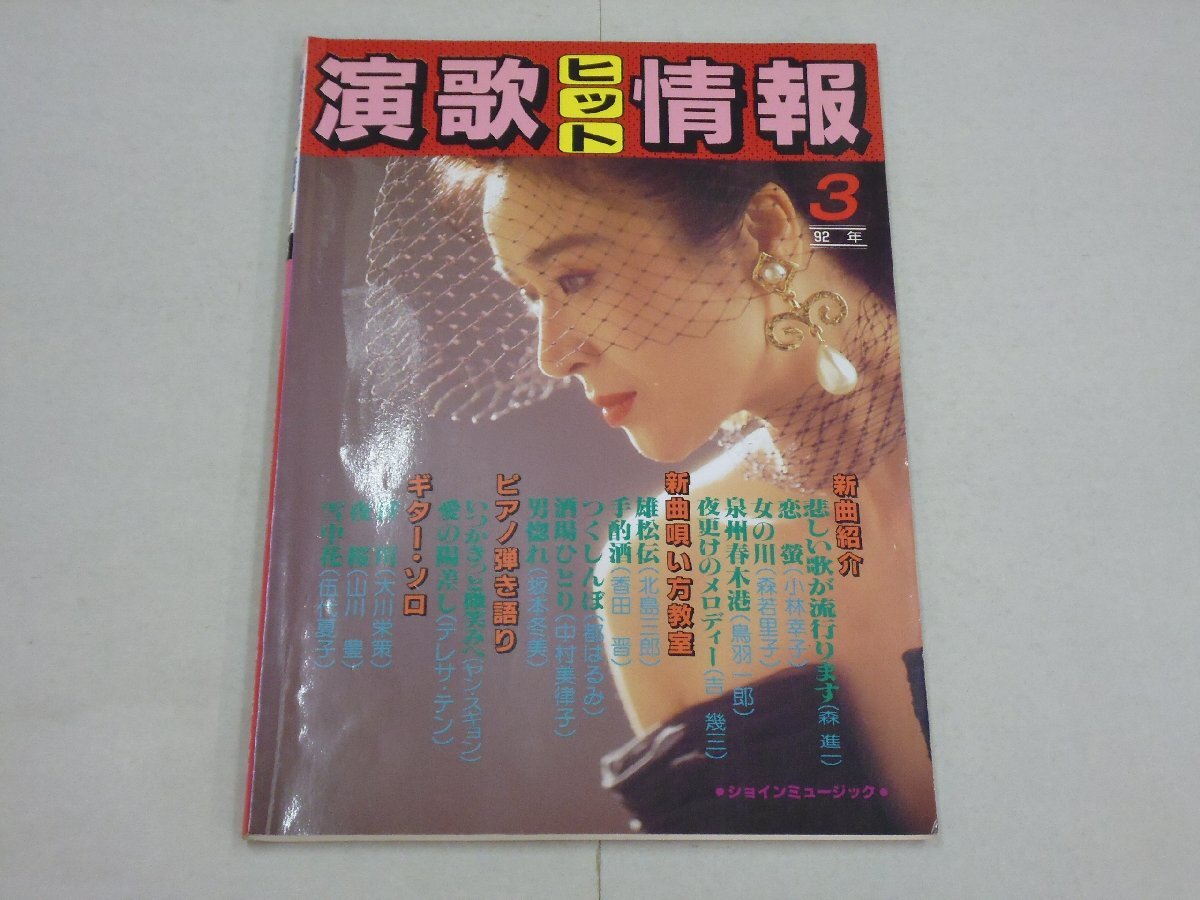 演歌ヒット情報
3
92年
新曲紹介
悲しい歌が流行ります(森進一)
恋螢(小林幸子)
女の川(森若里子)
泉州春木港(鳥羽一郎)
夜更けのメロディー(吉幾三)
新曲唄い方教室
雄松伝(北島三郎)
手酌酒(香田晋)
つくしんぼ(都はるみ)
酒場ひとり(中村美律子)
男惚れ(坂本冬美)
ピアノ弾き語り
いつかきっと微笑みへ(ヤン・スギョン)
愛の陽差し(テレサ・テン)
ギター・ソロ
雨(大川栄策)
夜桜(山川豊)
雪中花(伍代夏子)
•ジョインミュージック•